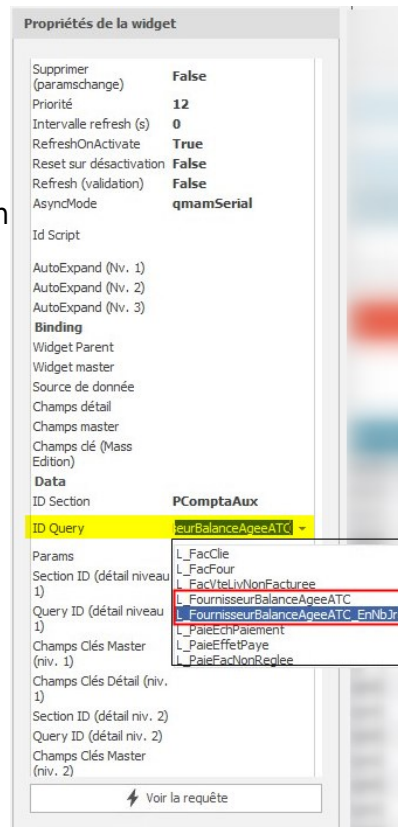 Propriétés de la widget
Supprimer
(paramschange) False
Priorité 12
Intervalle refresh (s) 0
RefreshOnActivate True
Reset sur désactivation False
Refresh (validation) False
AsyncMode qmamSerial
n
Id Script
AutoExpand (Nv. 1)
AutoExpand (Nv. 2)
AutoExpand (Nv. 3)
Binding
Widget Parent
Widget master
Source de donnée
Champs détail
Champs master
Champs clé (Mass
Edition)
Data
ID Section PComptaAux
ID Query seurBalanceAgeeATC
L_FacClie
L_FacFour
L_FacVteLivNonFacturee
L_FournisseurBalanceAgeeATC
L_FournisseurBalanceAgeeATC_EnNbJr
L_PaieEchPaiement
L_PaieEffetPaye
L_PaieFacNonReglee
Params
Section ID (détail niveau
1)
Query ID (détail niveau
1)
Champs Clés Master
(niv. 1)
Champs Clés Détail (niv.
1)
Section ID (détail niv. 2)
Query ID (détail niv. 2)
Champs Clés Master
(niv. 2)
Voir la requête